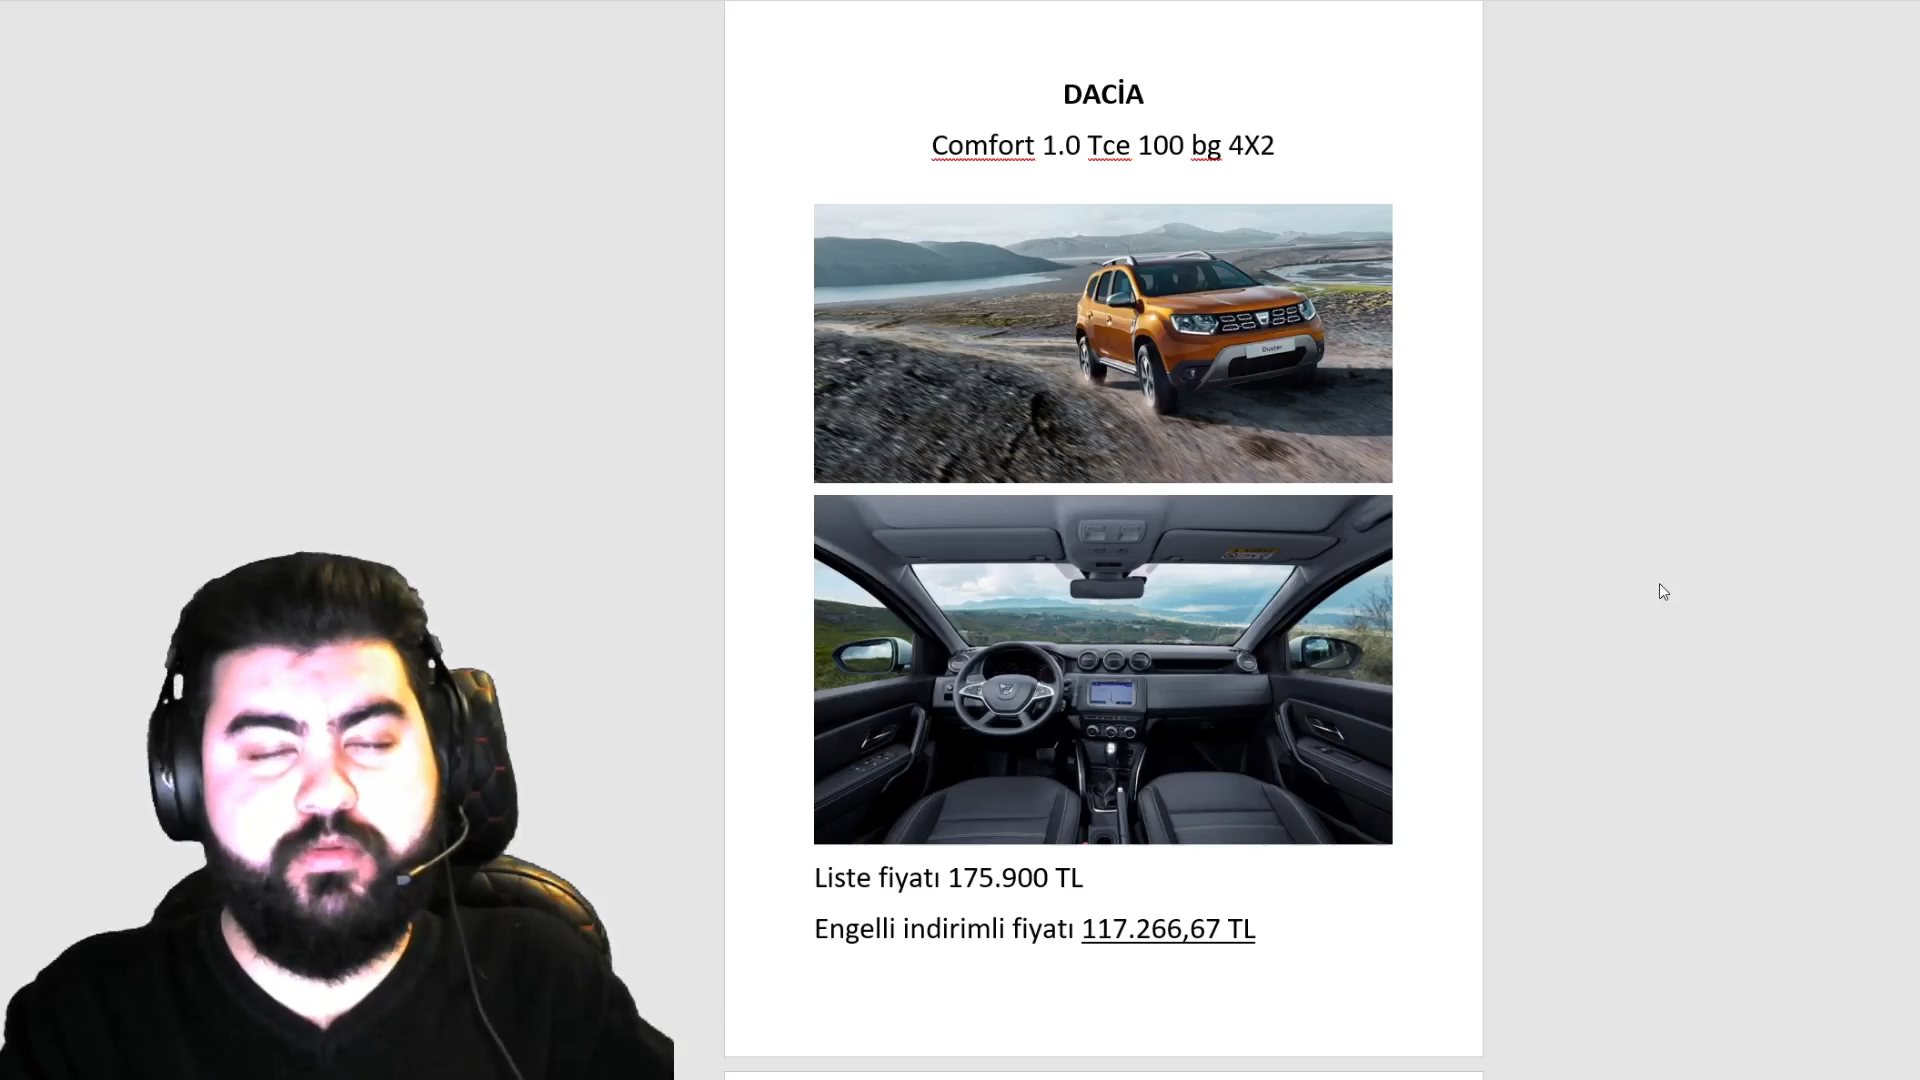 DACİA
Comfort 1.0 Tce 100 bg 4X2
Duster
Liste fiyatı 175.900 TL
Engelli indirimli fiyatı 117.266,67 TL